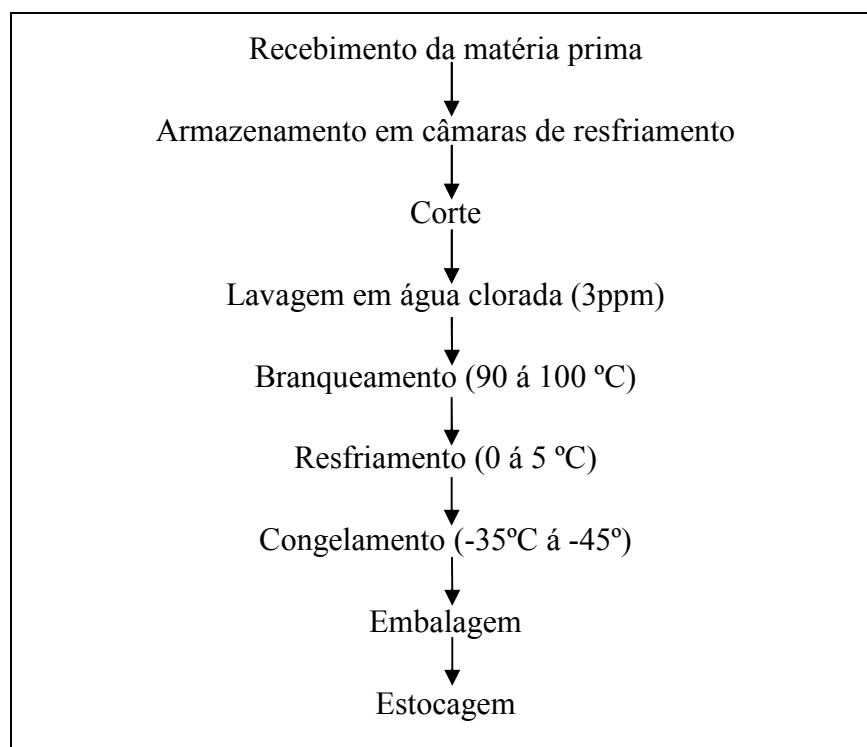 Recebimento da matéria prima
Armazenamento em câmaras de resfriamento
Corte
Lavagem em água clorada (3ppm)
Branqueamento (90 á 100 ºC)
Resfriamento (0 á 5 ºC)
Congelamento (-35ºC á -45º)
Embalagem
Estocagem